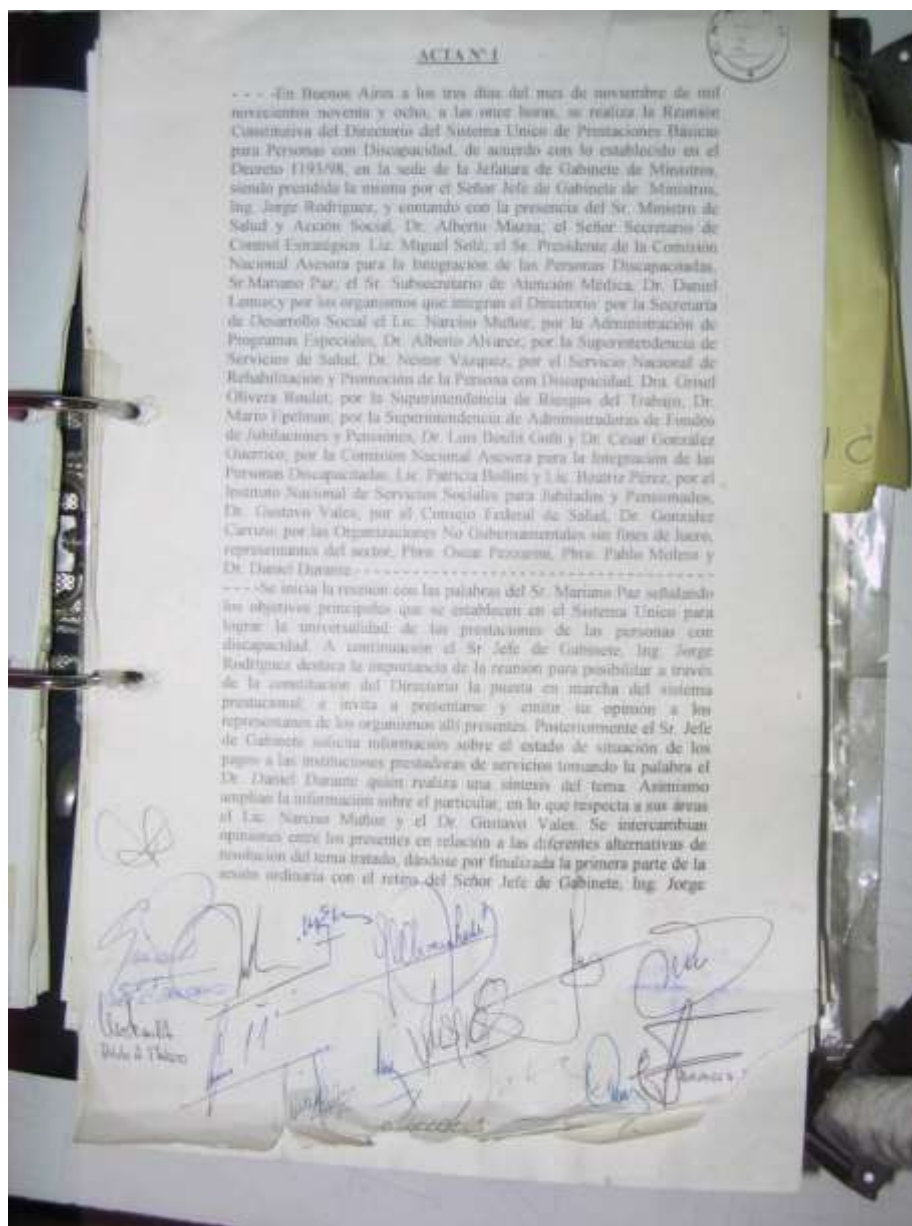 ACTA Nº 1
- - - -En Buenos Aires a los tres días del mes de noviembre de mil
novecientos noventa y ocho, a las once horas, se realiza la Reunión
Constitutiva del Directorio del Sistema Unico de Prestaciones Básicas
para Personas con Discapacidad, de acuerdo con lo establecido en el
Decreto 1193/98, en la sede de la Jefatura de Gabinete de Ministros,
siendo presidida la misma por el Señor Jefe de Gabinete de Ministros,
Ing. Jorge Rodríguez, y contando con la presencia del Sr. Ministro de
Salud y Acción Social, Dr. Alberto Mazza; el Señor Secretario de
Control Estratégico Lic. Miguel Solé; el Sr. Presidente de la Comisión
Nacional Asesora para la Integración de las Personas Discapacitadas,
Sr Mariano Paz, el Sr. Subsecretario de Atención Médica, Dr. Daniel
y por los organismos que integran el Directorio: por la Secretaría
de Desarrollo Social el Lic. Narciso Muñoz; por la Administración de
Programas Especiales, Dr. Alberto Alvarez; por la Superintendencia de
Servicios de Salud, Dr. Néstor Vázquez, por el Servicio Nacional de
Rehabilitación y Promoción de la Persona con Discapacidad, Dra. Grisel
Olivera Roulet, por la Superintendencia de Riesgos del Trabajo, Dr.
Mario Epelman, por la Superintendencia de Administradoras de Fondos
de Jubilaciones y Pensiones, Dr. Luis y Dr. César González
Guerrico; por la Comisión Nacional Asesora para la Integración de las
Personas Discapacitadas, Lic. Patricia Bollini y Lic. Beatriz Pérez, por el
Instituto Nacional de Servicios Sociales para Jubilados y Pensionados,
Dr. Gustavo Vales, por el Consejo Federal de Salud, Dr. González
Carrizo; por las Organizaciones No Gubernamentales sin fines de lucro,
representantes del sector, Pbro. Oscar Pezzarini, Pbro. Pablo Molero y
Dr. Daniel Durante - - - - - - - - - - - - - - - - - - - - - - - - - - - -
- - - -Se inicia la reunión con las palabras del Sr. Mariano Paz señalando
los objetivos principales que se establecen en el Sistema Unico para
lograr la universalidad de las prestaciones de las personas con
discapacidad. A continuación el Sr Jefe de Gabinete, Ing. Jorge
Rodríguez destaca la importancia de la reunión para posibilitar a través
de la constitución del Directorio la puesta en marcha del sistema
prestacional, e invita a presentarse y emitir su opinión a los
representanes de los organismos allí presentes. Posteriormente el Sr. Jefe
de Gabinete solicita información sobre el estado de situación de los
pagos a las instituciones prestadoras de servicios tomando la palabra el
Dr. Daniel Durante quién realiza una síntesis del tema. Asimismo
amplían la información sobre el particular, en lo que respecta a sus áreas
el Lic. Narciso Muñoz y el Dr. Gustavo Vales. Se intercambian
opiniones entre los presentes en relación a las diferentes alternativas de
resolución del tema tratado, dándose por finalizada la primera parte de la
sesión ordinaria con el retiro del Señor Jefe de Gabinete, Ing. Jorge